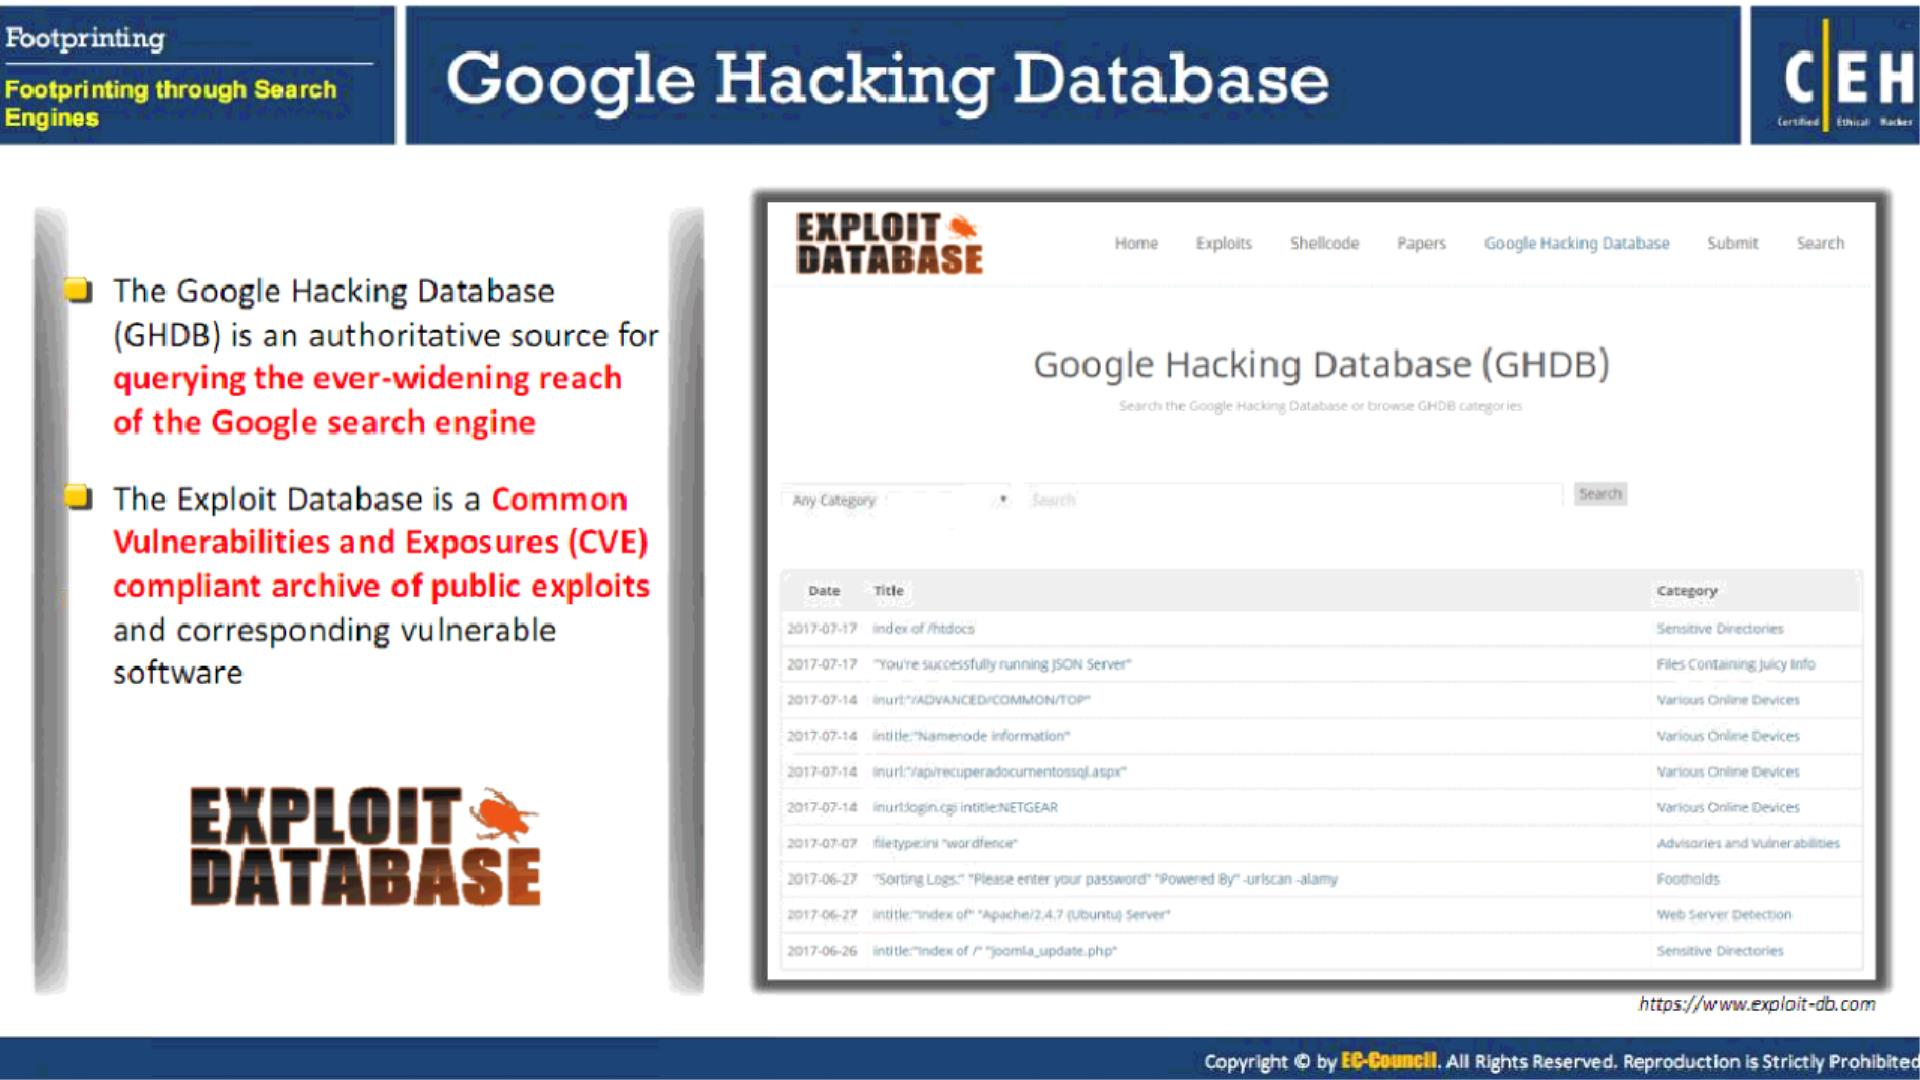 Footprinting
Footprinting through Search
Engines
Google Hacking Database
CEH
Certified Ethical Hacker
The Google Hacking Database
(GHDB) is an authoritative source for
querying the ever-widening reach
of the Google search engine
The Exploit Database is a Common
Vulnerabilities and Exposures (CVE)
compliant archive of public exploits
and corresponding vulnerable
software
EXPLOIT
DATABASE
EXPLOIT
DATABASE
Home Exploits Shellcode Papers Google Hacking Database Submit Search
Google Hacking Database (GHDB)
Search the Google Hacking Database or browse GHDB categories
Any Category Search Search
Date Title Category
2017-07-17 index of /htdocs Sensitive Directories
2017-07-17 "You're successfully running JSON Server" Files Containing Juicy Info
2017-07-14 inurl:"/ADVANCED/COMMON/TOP" Various Online Devices
2017-07-14 intitle:"Namenode information" Various Online Devices
2017-07-14 inurl:"/api/recuperadocumentossql.aspx" Various Online Devices
2017-07-14 inurl:login.cgi intitle:NETGEAR Various Online Devices
2017-07-07 filetype:ini "wordfence" Advisories and Vulnerabilities
2017-06-27 "Sorting Logs:" "Please enter your password" "Powered By" -urlscan -alamy Footholds
2017-06-27 intitle:"Index of" "Apache/2.4.7 (Ubuntu) Server" Web Server Detection
2017-06-26 intitle:"Index of /" "joomla_update.php" Sensitive Directories
https://www.exploit-db.com
Copyright © by EC-Council. All Rights Reserved. Reproduction is Strictly Prohibited